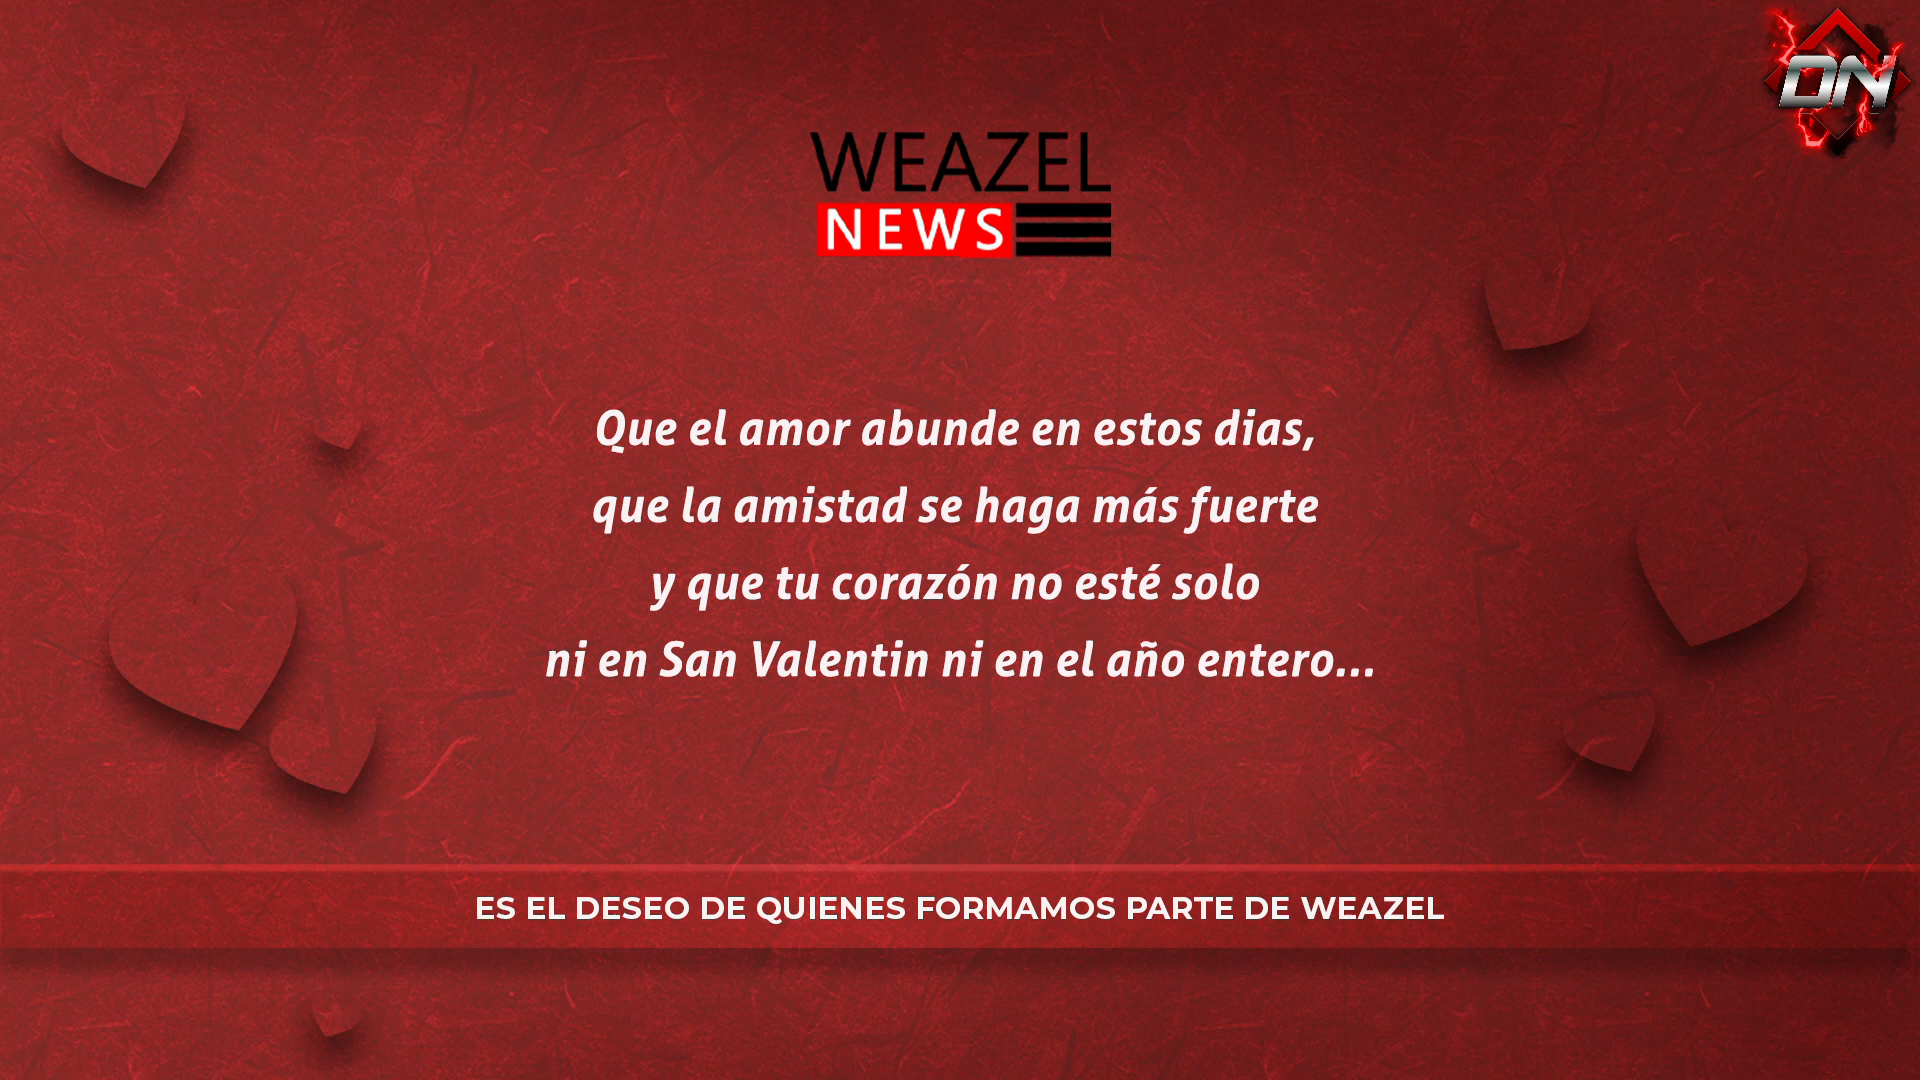 DN
WEAZEL
NEWS
Que el amor abunde en estos dias,
que la amistad se haga más fuerte
y que tu corazón no esté solo
ni en San Valentin ni en el año entero...
ES EL DESEO DE QUIENES FORMAMOS PARTE DE WEAZEL